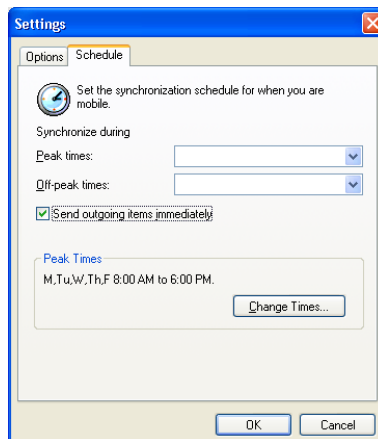 Settings
Options
Schedule
Set the synchronization schedule for when you are
mobile.
Synchronize during
Peak times:
Off-peak times:
Send outgoing items immediately
Peak Times
M,Tu,W,Th,F 8:00 AM to 6:00 PM.
Change Times...
OK
Cancel